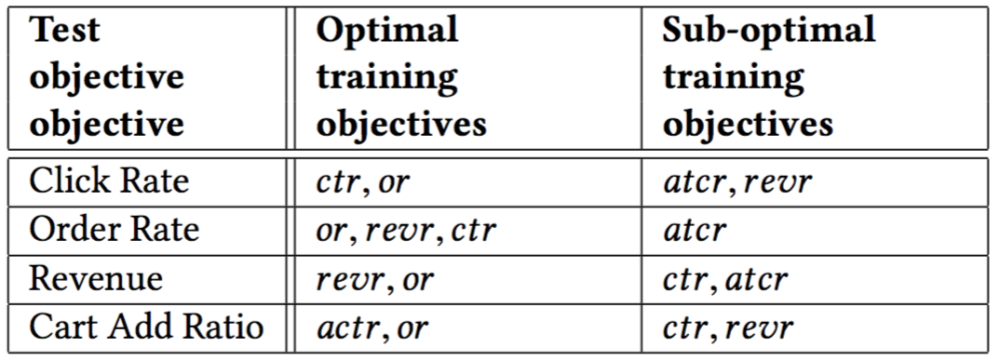 Test Optimal Sub-optimal
objective training training
objective objectives objectives
Click Rate ctr, or atcr, revr
Order Rate or, revr, ctr atcr
Revenue revr, or ctr, atcr
Cart Add Ratio actr, or ctr, revr